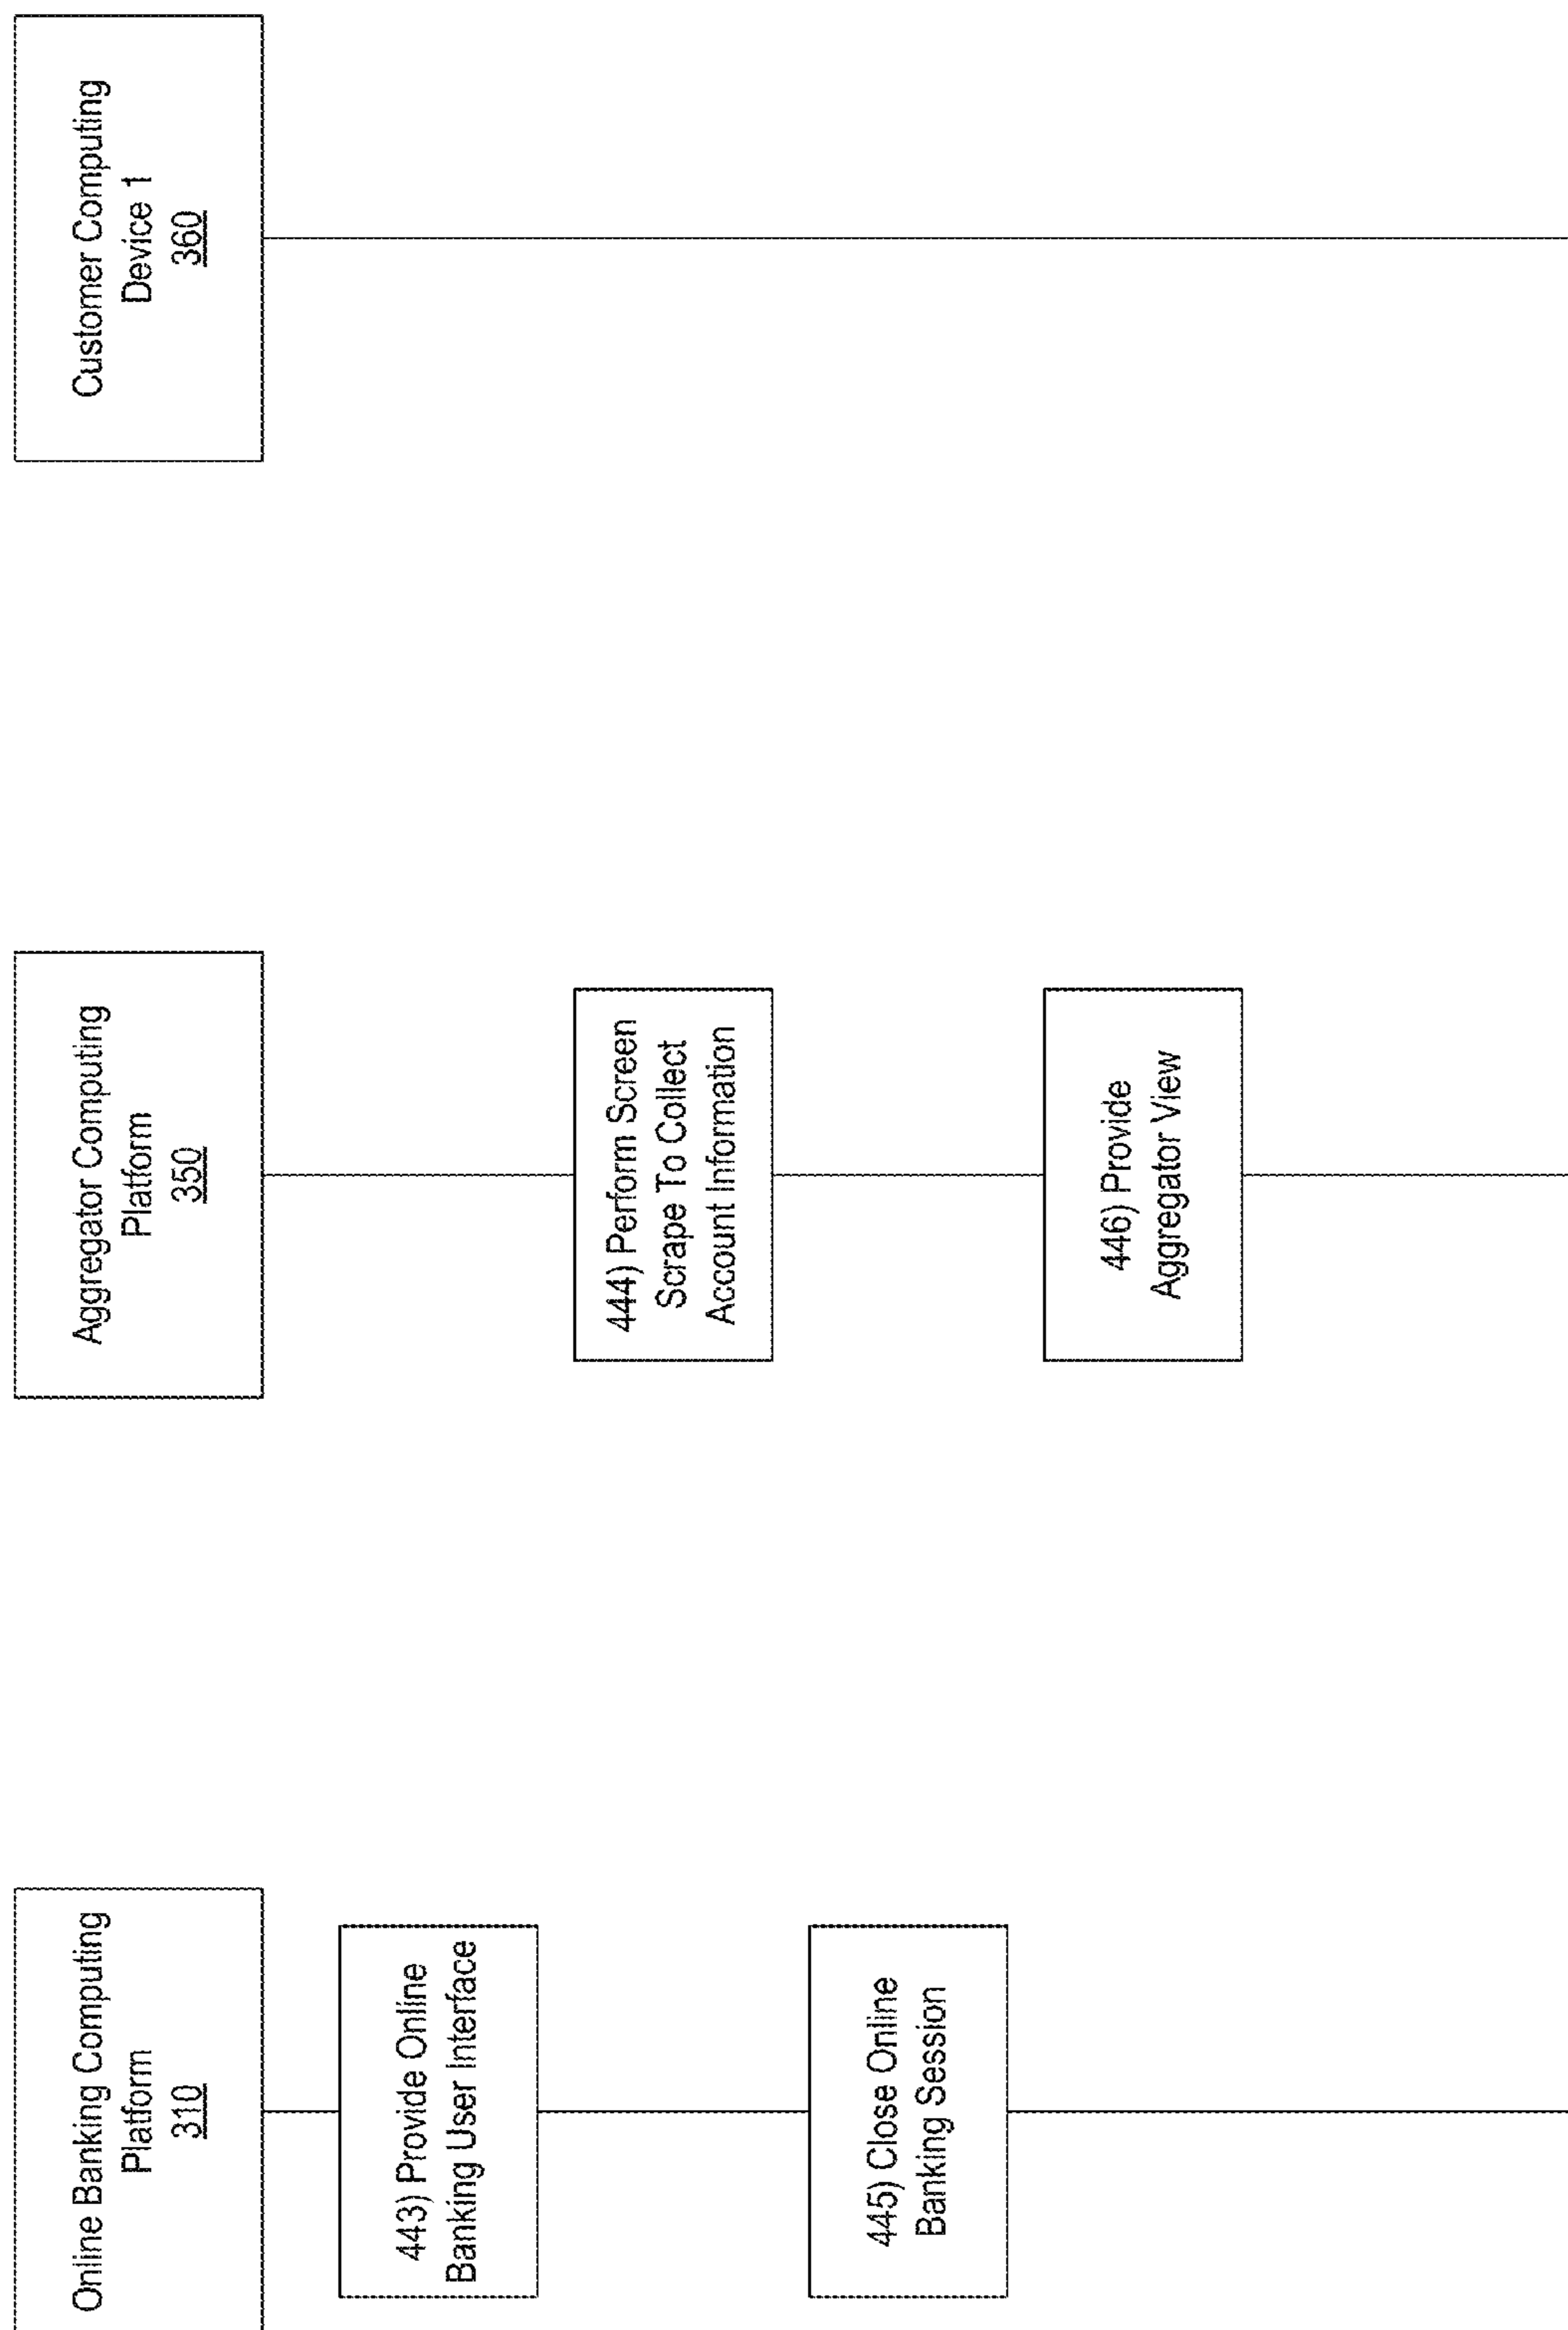 Online Banking Computing
Platform
310
Aggregator Computing
Platform
350
Customer Computing
Device 1
360
443) Provide Online
Banking User Interface
444) Perform Screen
Scrape To Collect
Account Information
445) Close Online
Banking Session
446) Provide
Aggregator View